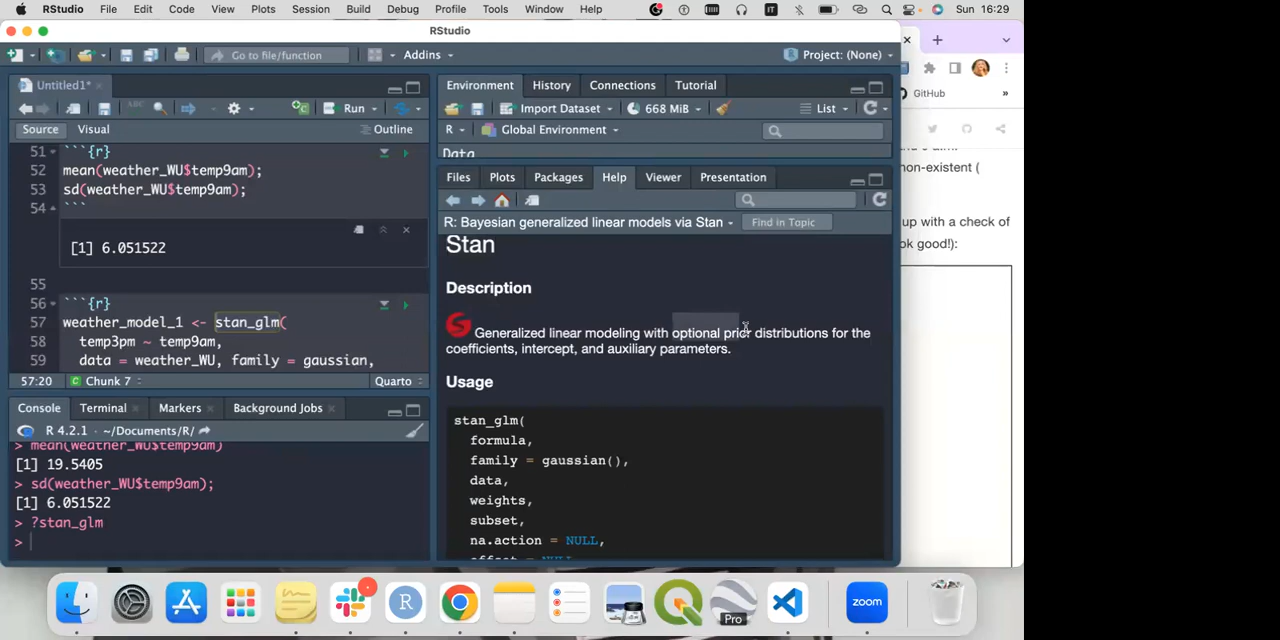 RStudio File Edit Code View Plots Session Build Debug Profile Tools Window Help IT Sun 16:29
RStudio
Go to file/function Addins Project: (None)
Untitled1*
ABC Run
Source Visual Outline
51 ```{r}
52 mean(weather_WU$temp9am);
53 sd(weather_WU$temp9am);
54 ```
[1] 6.051522
55
56 ```{r}
57 weather_model_1 <- stan_glm(
58 temp3pm ~ temp9am,
59 data = weather_WU, family = gaussian,
57:20 Chunk 7 Quarto
Console Terminal Markers Background Jobs
R 4.2.1 · ~/Documents/R/
> mean(weather_WU$temp9am)
[1] 19.5405
> sd(weather_WU$temp9am);
[1] 6.051522
> ?stan_glm
>
Environment History Connections Tutorial
Import Dataset 668 MiB List
R Global Environment
Data
Files Plots Packages Help Viewer Presentation
R: Bayesian generalized linear models via Stan Find in Topic
Stan
Description
Generalized linear modeling with optional prior distributions for the
coefficients, intercept, and auxiliary parameters.
Usage
stan_glm(
formula,
family = gaussian(),
data,
weights,
subset,
na.action = NULL,
GitHub
»
non-existent (
up with a check of
ok good!):
Pro
zoom